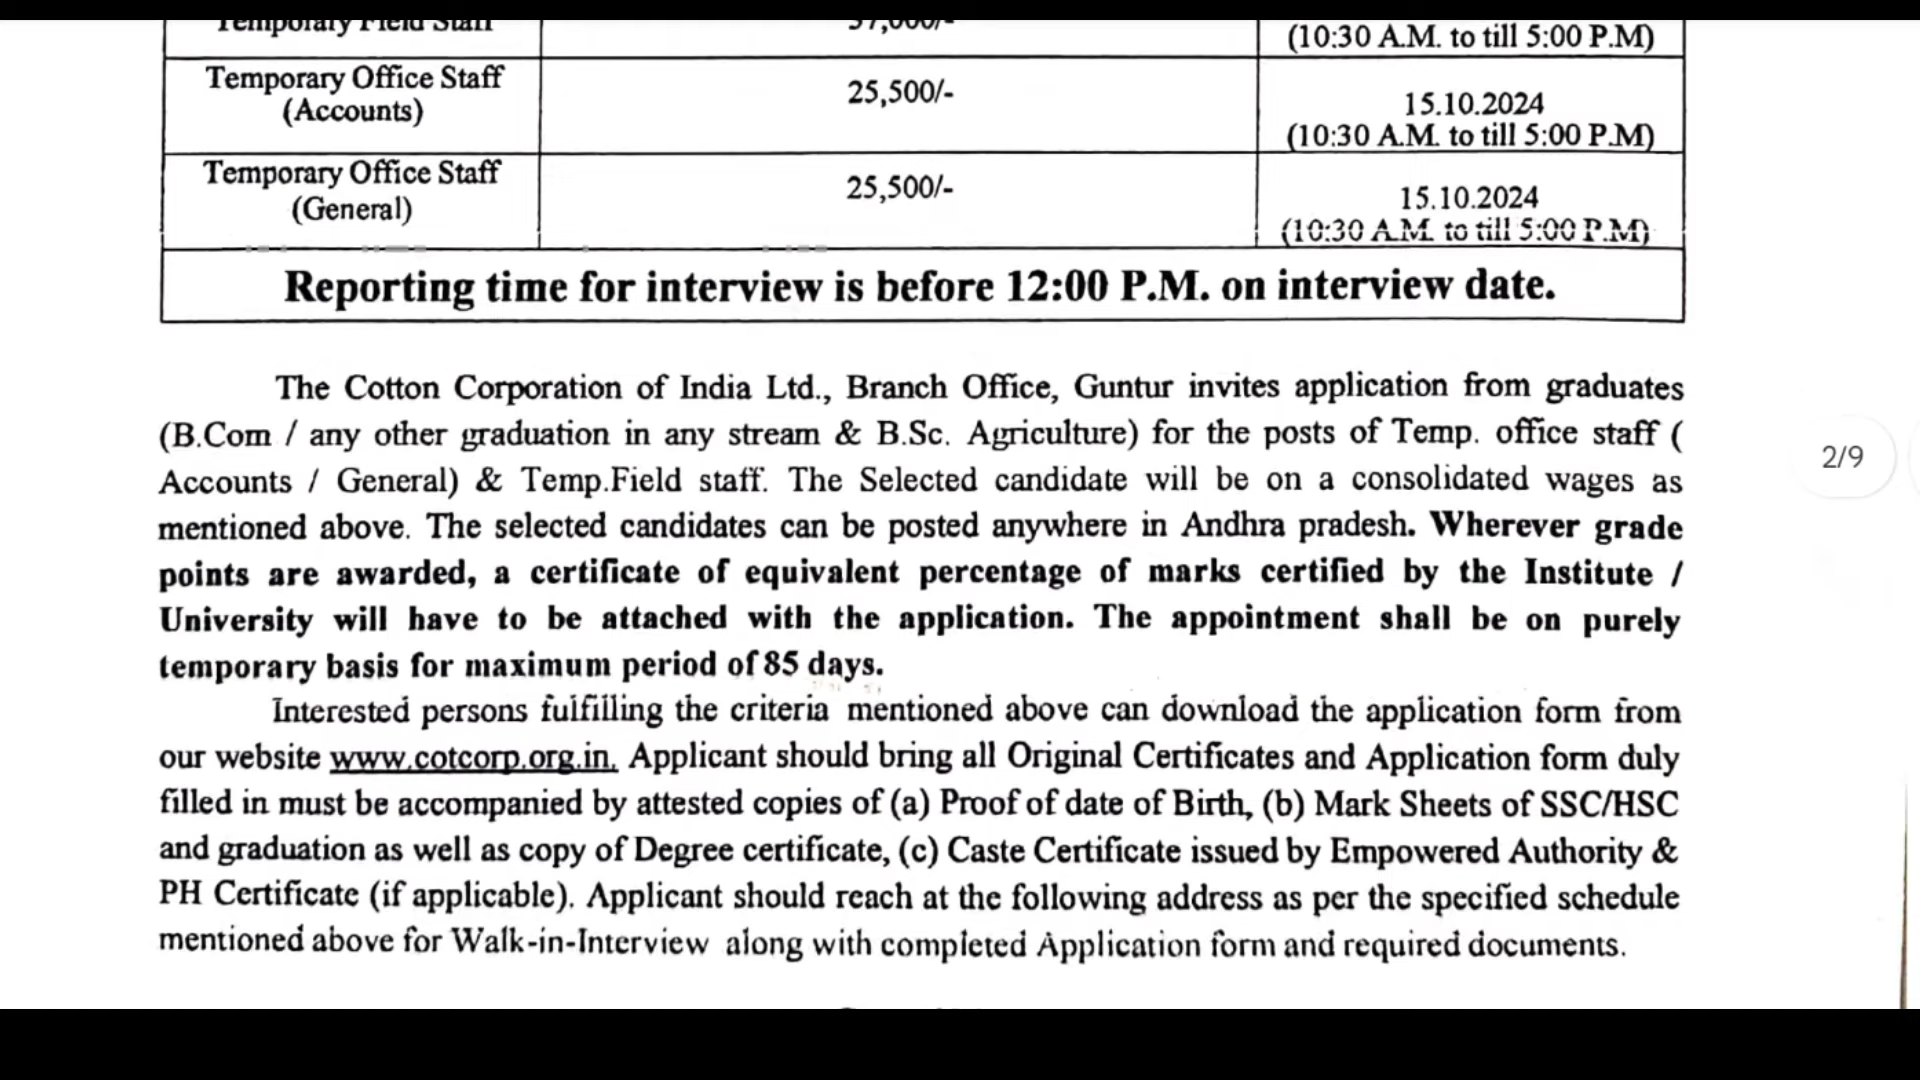 Temporary Field Staff
37,000/-
(10:30 A.M. to till 5:00 P.M)
Temporary Office Staff
(Accounts)
25,500/-
15.10.2024
(10:30 A.M. to till 5:00 P.M)
Temporary Office Staff
(General)
25,500/-
15.10.2024
(10:30 A.M. to till 5:00 P.M)
Reporting time for interview is before 12:00 P.M. on interview date.
The Cotton Corporation of India Ltd., Branch Office, Guntur invites application from graduates
(B.Com / any other graduation in any stream & B.Sc. Agriculture) for the posts of Temp. office staff (
Accounts / General) & Temp.Field staff. The Selected candidate will be on a consolidated wages as
mentioned above. The selected candidates can be posted anywhere in Andhra pradesh. Wherever grade
points are awarded, a certificate of equivalent percentage of marks certified by the Institute /
University will have to be attached with the application. The appointment shall be on purely
temporary basis for maximum period of 85 days.
Interested persons fulfilling the criteria mentioned above can download the application form from
our website www.cotcorp.org.in. Applicant should bring all Original Certificates and Application form duly
filled in must be accompanied by attested copies of (a) Proof of date of Birth, (b) Mark Sheets of SSC/HSC
and graduation as well as copy of Degree certificate, (c) Caste Certificate issued by Empowered Authority &
PH Certificate (if applicable). Applicant should reach at the following address as per the specified schedule
mentioned above for Walk-in-Interview along with completed Application form and required documents.
2/9